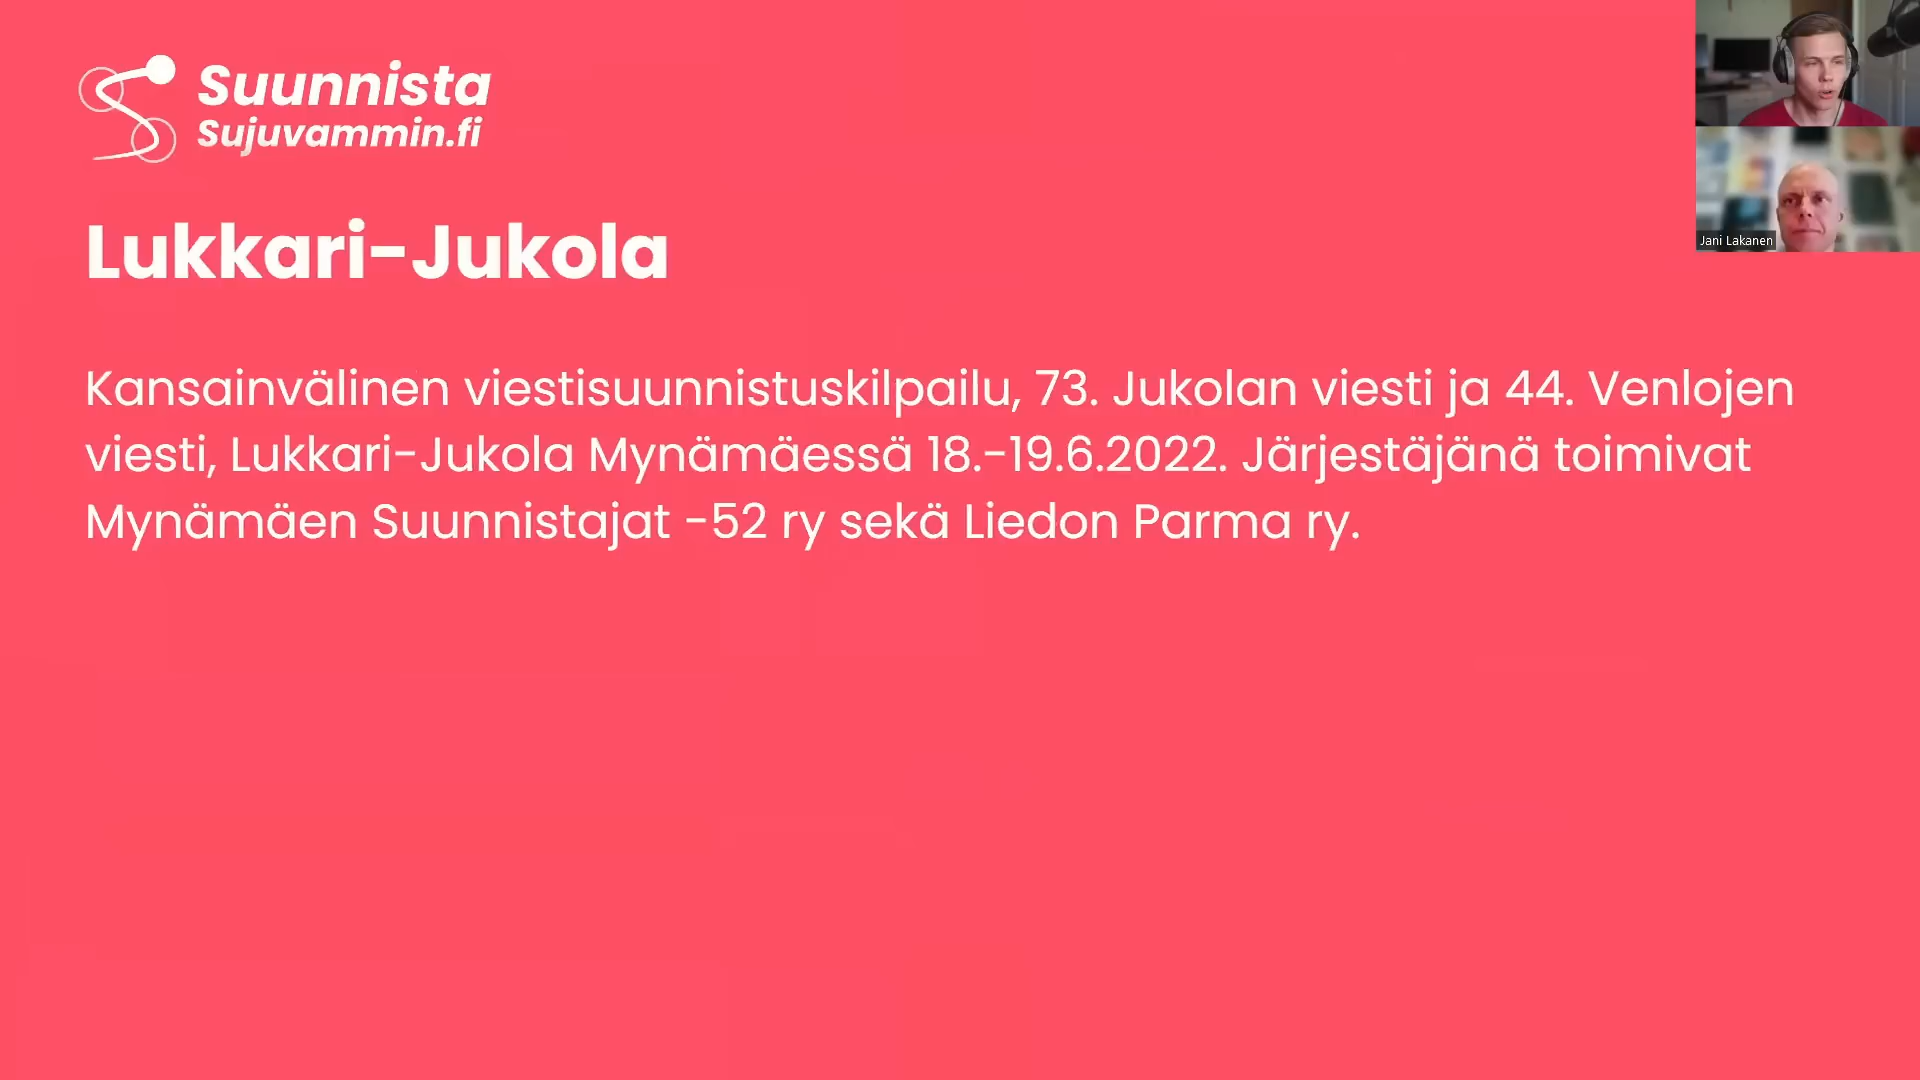 Suunnista
Sujuvammin.fi
Lukkari-Jukola
Kansainvälinen viestisuunnistuskilpailu, 73. Jukolan viesti ja 44. Venlojen
viesti, Lukkari-Jukola Mynämäessä 18.-19.6.2022. Järjestäjänä toimivat
Mynämäen Suunnistajat -52 ry sekä Liedon Parma ry.
Jani Lakanen